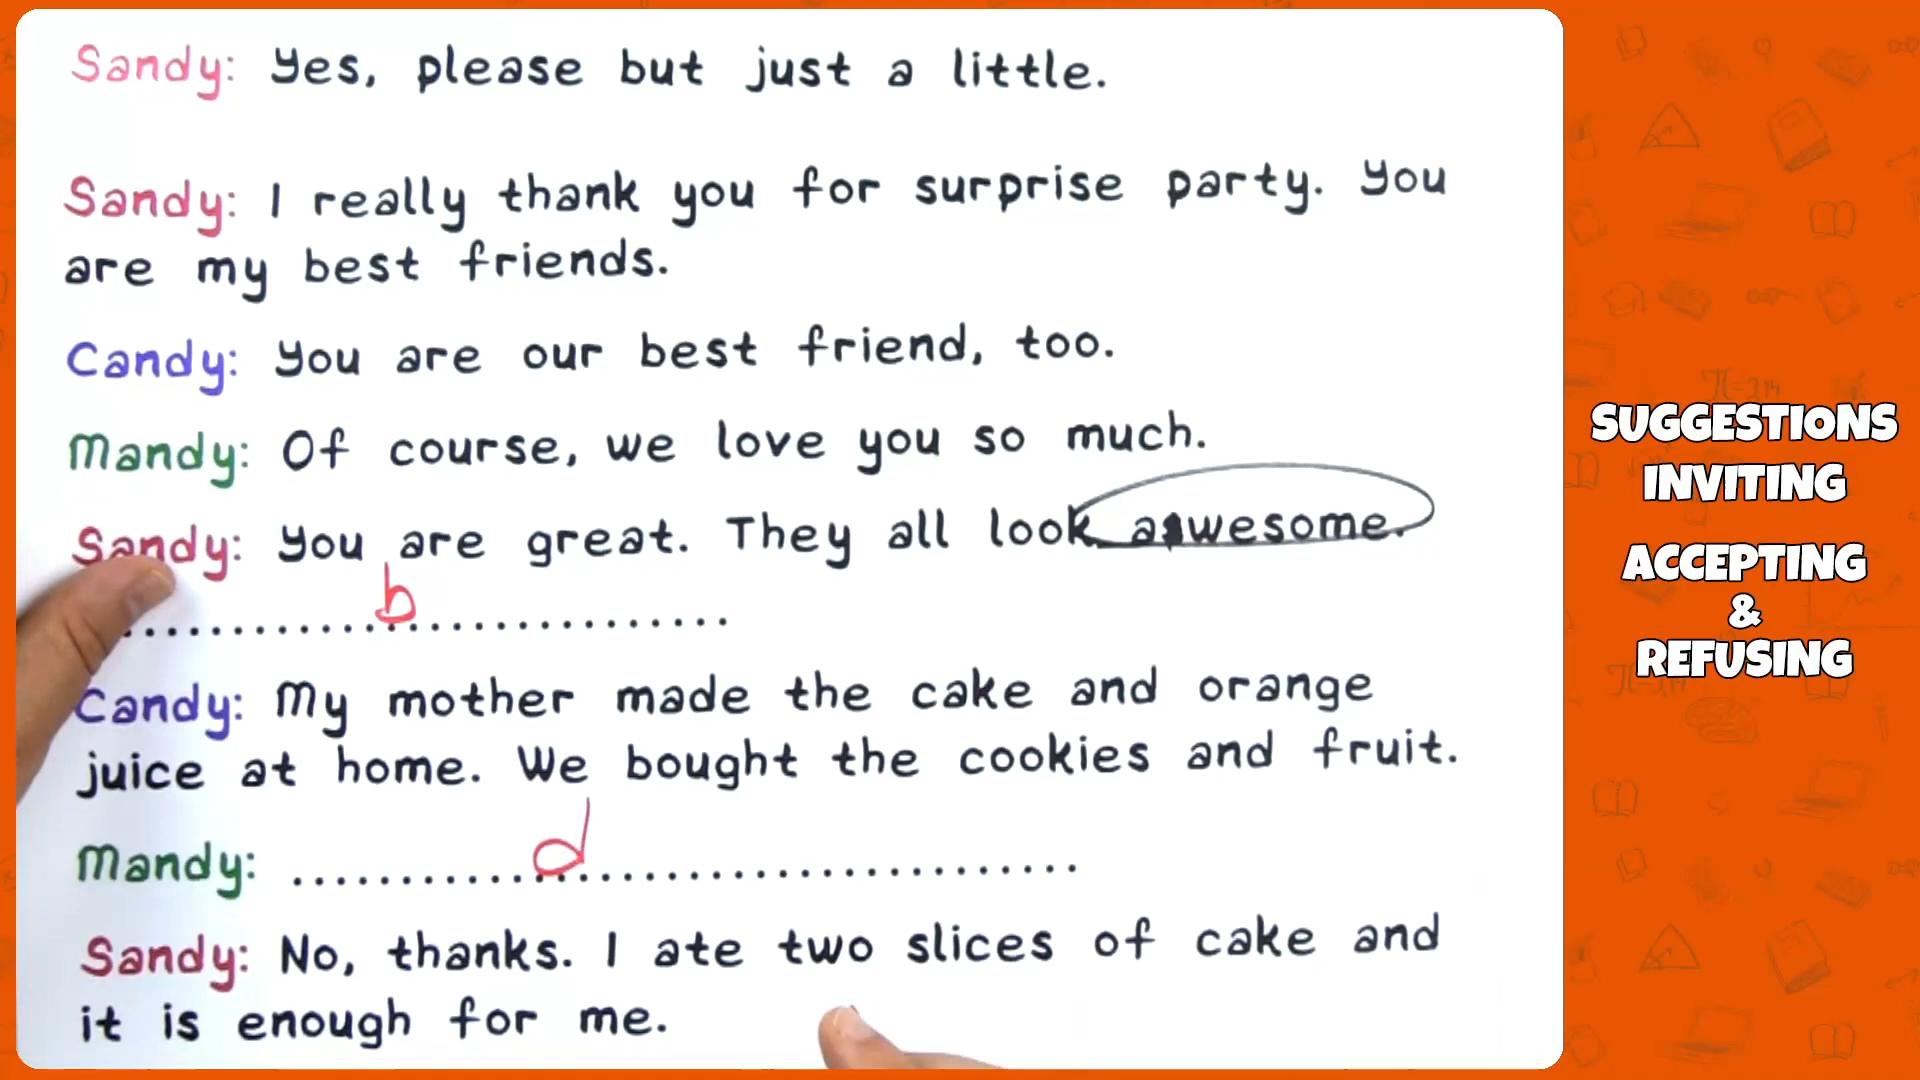 Sandy: Yes, please but just a little.
Sandy: I really thank you for surprise party. You
are my best friends.
Candy: You are our best friend, too.
Mandy: Of course, we love you so much.
Sandy: You are great. They all look awesome.
b
..............................
Candy: My mother made the cake and orange
juice at home. We bought the cookies and fruit.
Mandy: ............................................
d
Sandy: No, thanks. I ate two slices of cake and
it is enough for me.
SUGGESTIONS
INVITING
ACCEPTING
&
REFUSING